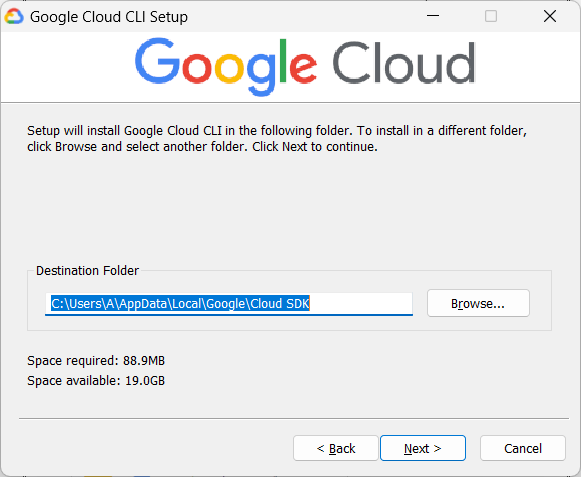 Google Cloud CLI Setup
Google Cloud
Setup will install Google Cloud CLI in the following folder. To install in a different folder,
click Browse and select another folder. Click Next to continue.
Destination Folder
C:\Users\A\AppData\Local\Google\Cloud SDK
Browse...
Space required: 88.9MB
Space available: 19.0GB
< Back
Next >
Cancel